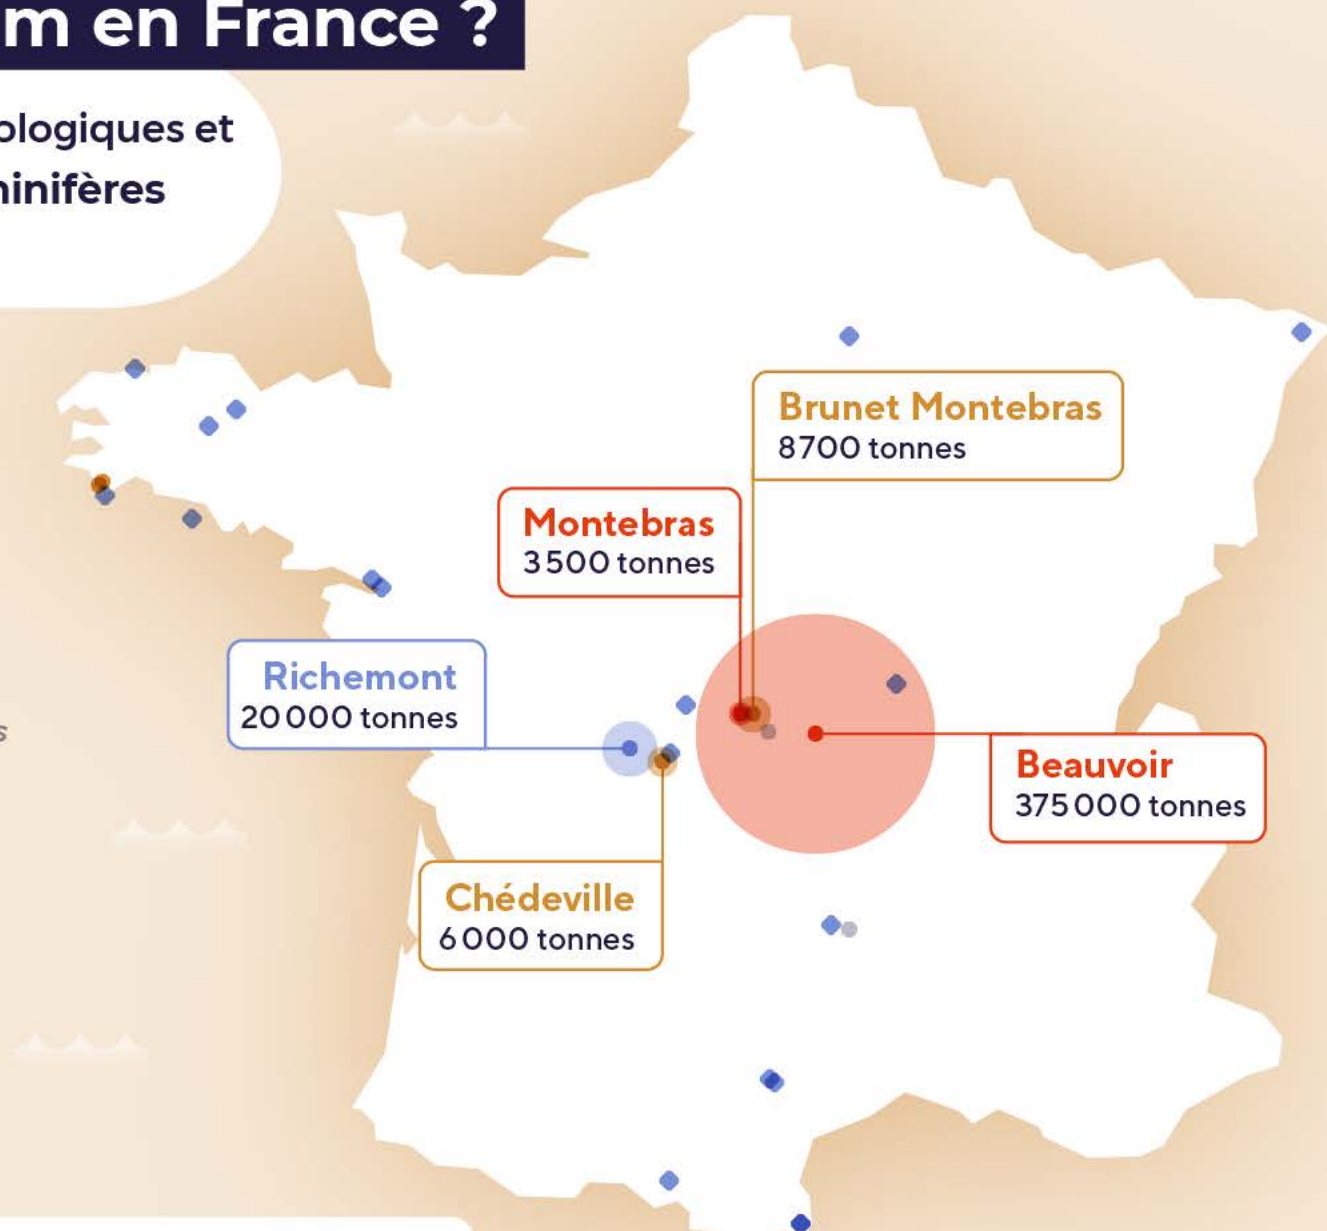 m en France ?
ologiques et
inifères
Brunet Montebras
8700 tonnes
Montebras
3500 tonnes
Richemont
20000 tonnes
s
Beauvoir
375000 tonnes
Chédeville
6000 tonnes